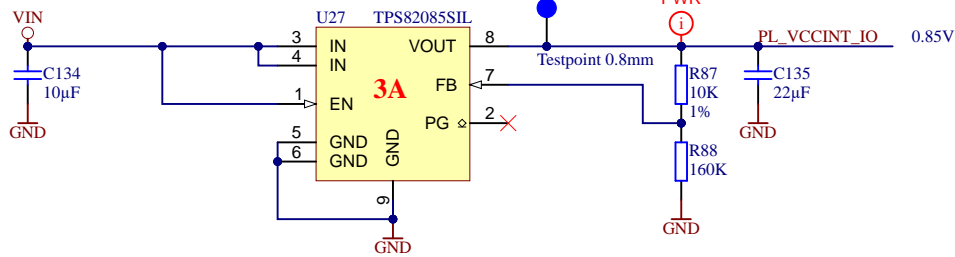 PWR
VIN
U27 TPS82085SIL
i
3 IN VOUT 8
PL_VCCINT_IO 0.85V
4 IN
Testpoint 0.8mm
C134
10µF
R87
10K
1%
C135
22µF
FB 7
3A
1 EN
PG 2
GND
GND
5 GND
6 GND
GND
R88
160K
9
GND
GND